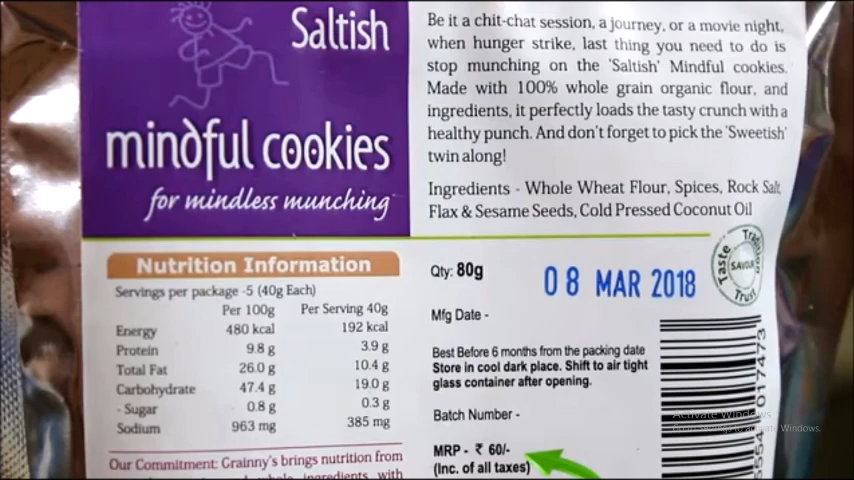 Saltish
mindful cookies
for mindless munching
Be it a chit-chat session, a journey, or a movie night,
when hunger strike, last thing you need to do is
stop munching on the 'Saltish' Mindful cookies.
Made with 100% whole grain organic flour, and
ingredients, it perfectly loads the tasty crunch with a
healthy punch. And don't forget to pick the 'Sweetish'
twin along!
Ingredients - Whole Wheat Flour, Spices, Rock Salt,
Flax & Sesame Seeds, Cold Pressed Coconut Oil
Nutrition Information
Servings per package -5 (40g Each)
Per 100g Per Serving 40g
Energy 480 kcal 192 kcal
Protein 9.8 g 3.9 g
Total Fat 26.0 g 10.4 g
Carbohydrate 47.4 g 19.0 g
- Sugar 0.8 g 0.3 g
Sodium 963 mg 385 mg
Our Commitment: Grainny's brings nutrition from
ingredients with
Qty: 80g
08 MAR 2018
Mfg Date -
Best Before 6 months from the packing date
Store in cool dark place. Shift to air tight
glass container after opening.
Batch Number -
MRP - ₹ 60/-
(Inc. of all taxes)
Taste Tradition Trust
SAVOUR
017473
Activate Windows